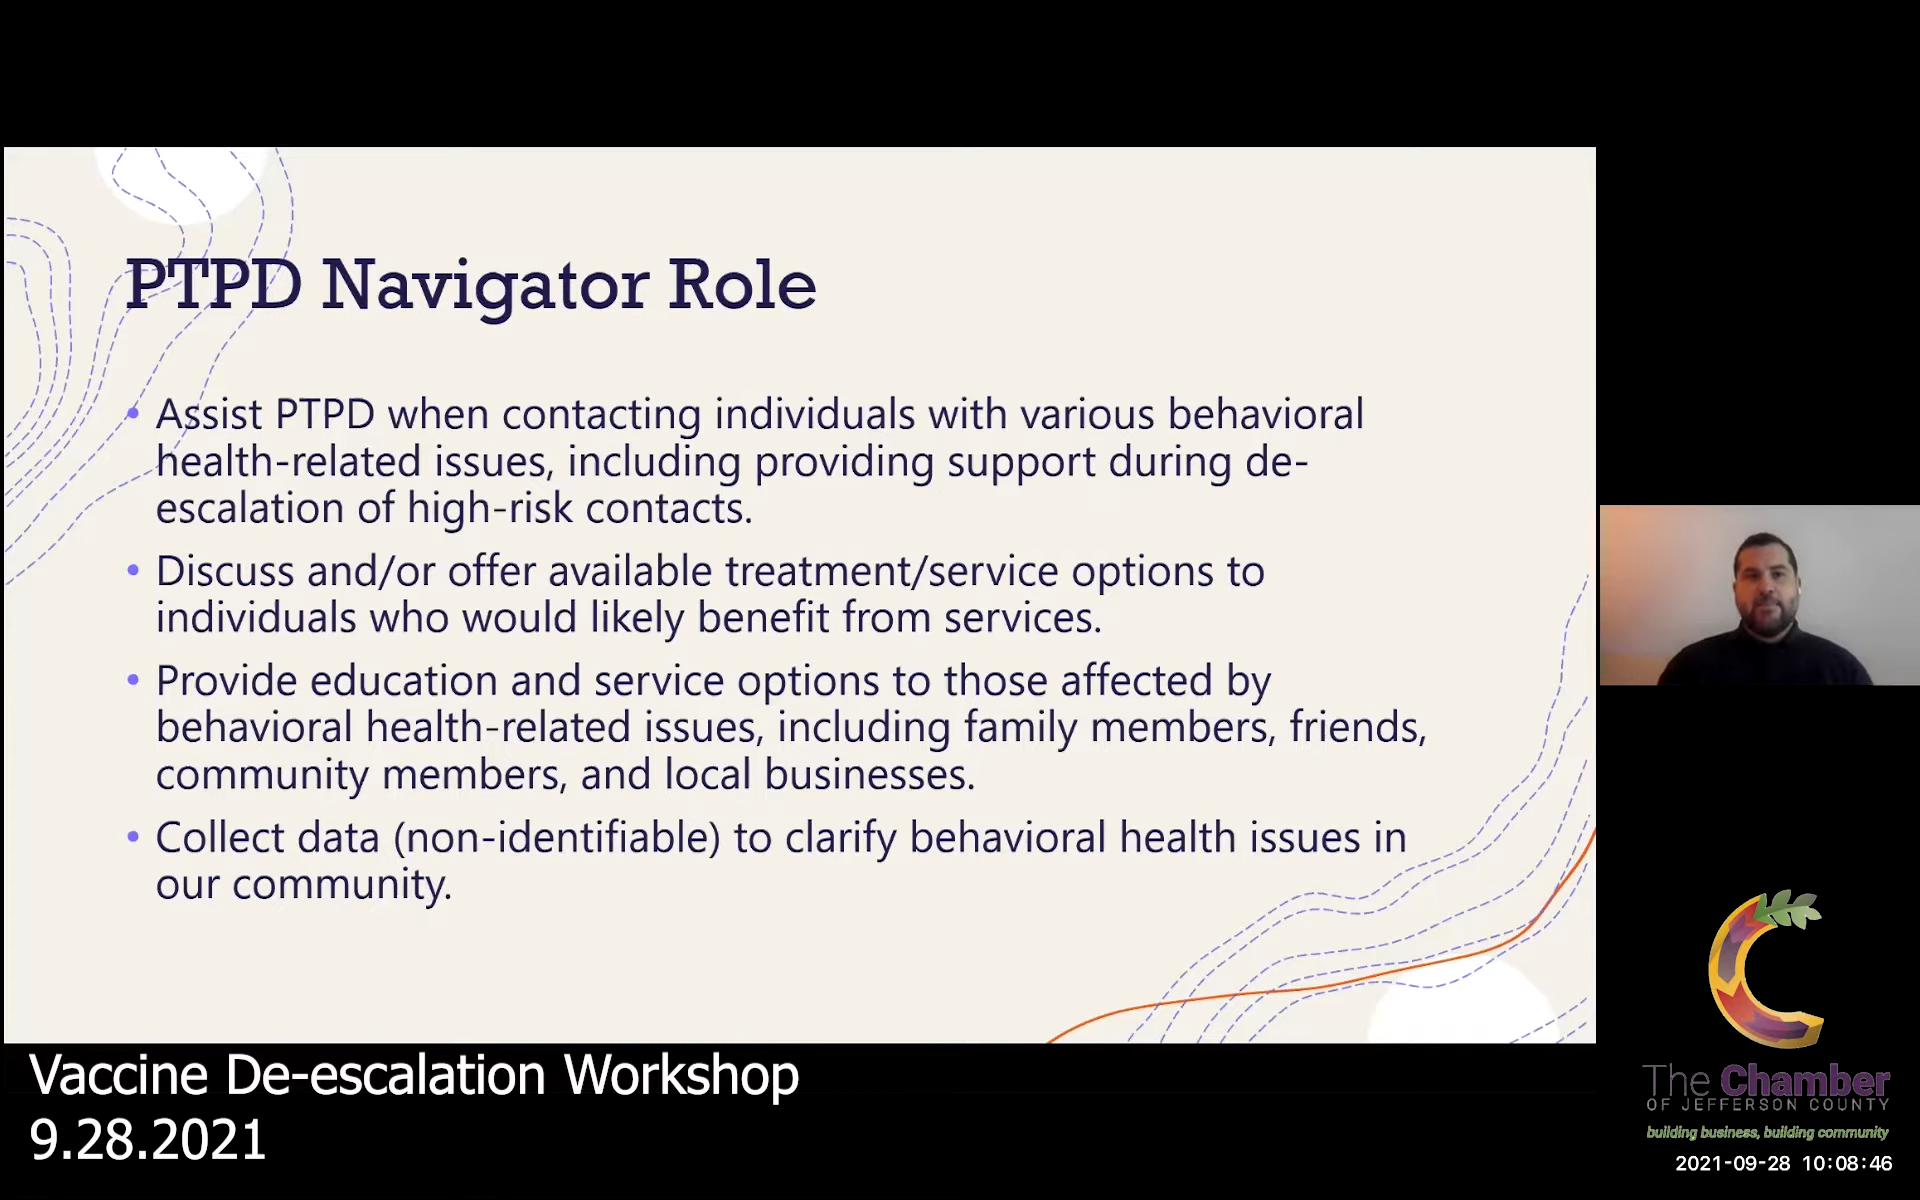 PTPD Navigator Role
• Assist PTPD when contacting individuals with various behavioral
health-related issues, including providing support during de-
escalation of high-risk contacts.
• Discuss and/or offer available treatment/service options to
individuals who would likely benefit from services.
• Provide education and service options to those affected by
behavioral health-related issues, including family members, friends,
community members, and local businesses.
• Collect data (non-identifiable) to clarify behavioral health issues in
our community.
Vaccine De-escalation Workshop
9.28.2021
The Chamber
OF JEFFERSON COUNTY
building business, building community
2021-09-28 10:08:46